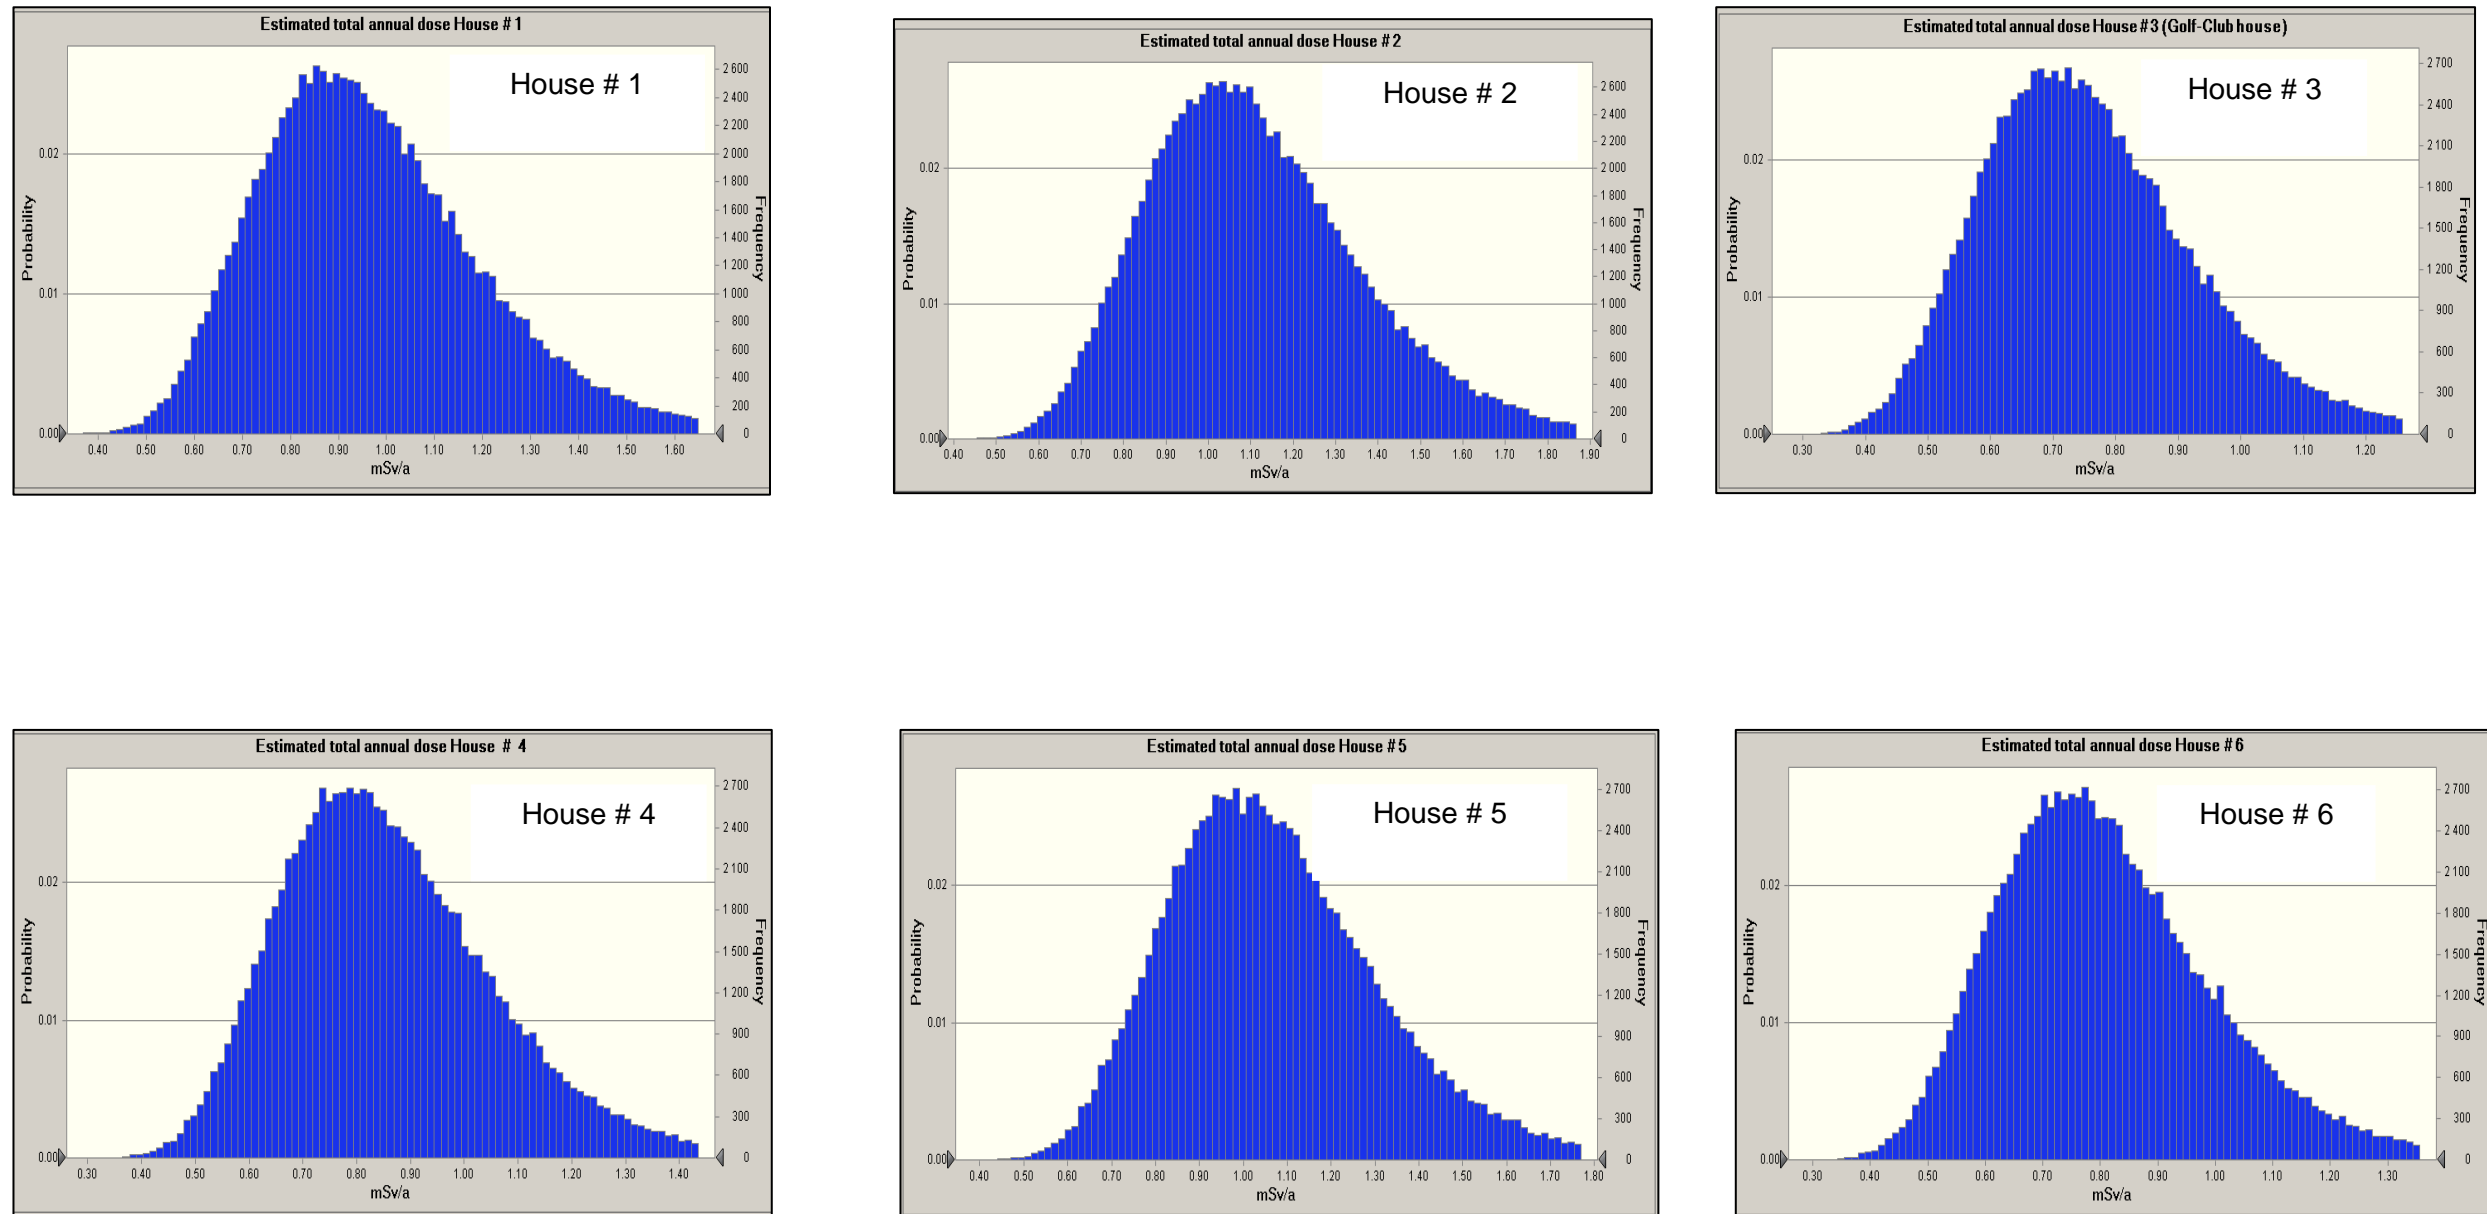 Estimated total annual dose House # 1
House # 1
Probability
0.02
0.01
0.00
2 600
2 400
2 200
2 000
1 800
1 600
1 400
1 200
1 000
800
600
400
200
0
Frequency
0.40 0.50 0.60 0.70 0.80 0.90 1.00 1.10 1.20 1.30 1.40 1.50 1.60
mSv/a
Estimated total annual dose House # 2
House # 2
Probability
0.02
0.01
0.00
2 600
2 400
2 200
2 000
1 800
1 600
1 400
1 200
1 000
800
600
400
200
0
Frequency
0.40 0.50 0.60 0.70 0.80 0.90 1.00 1.10 1.20 1.30 1.40 1.50 1.60 1.70 1.80 1.90
mSv/a
Estimated total annual dose House # 3 (Golf-Club house)
House # 3
Probability
0.02
0.01
0.00
2 700
2 400
2 100
1 800
1 500
1 200
900
600
300
0
Frequency
0.30 0.40 0.50 0.60 0.70 0.80 0.90 1.00 1.10 1.20
mSv/a
Estimated total annual dose House # 4
House # 4
Probability
0.02
0.01
0.00
2 700
2 400
2 100
1 800
1 500
1 200
900
600
300
0
Frequency
0.30 0.40 0.50 0.60 0.70 0.80 0.90 1.00 1.10 1.20 1.30 1.40
mSv/a
Estimated total annual dose House # 5
House # 5
Probability
0.02
0.01
0.00
2 700
2 400
2 100
1 800
1 500
1 200
900
600
300
0
Frequency
0.40 0.50 0.60 0.70 0.80 0.90 1.00 1.10 1.20 1.30 1.40 1.50 1.60 1.70 1.80
mSv/a
Estimated total annual dose House # 6
House # 6
Probability
0.02
0.01
0.00
2 700
2 400
2 100
1 800
1 500
1 200
900
600
300
0
Frequency
0.30 0.40 0.50 0.60 0.70 0.80 0.90 1.00 1.10 1.20 1.30
mSv/a